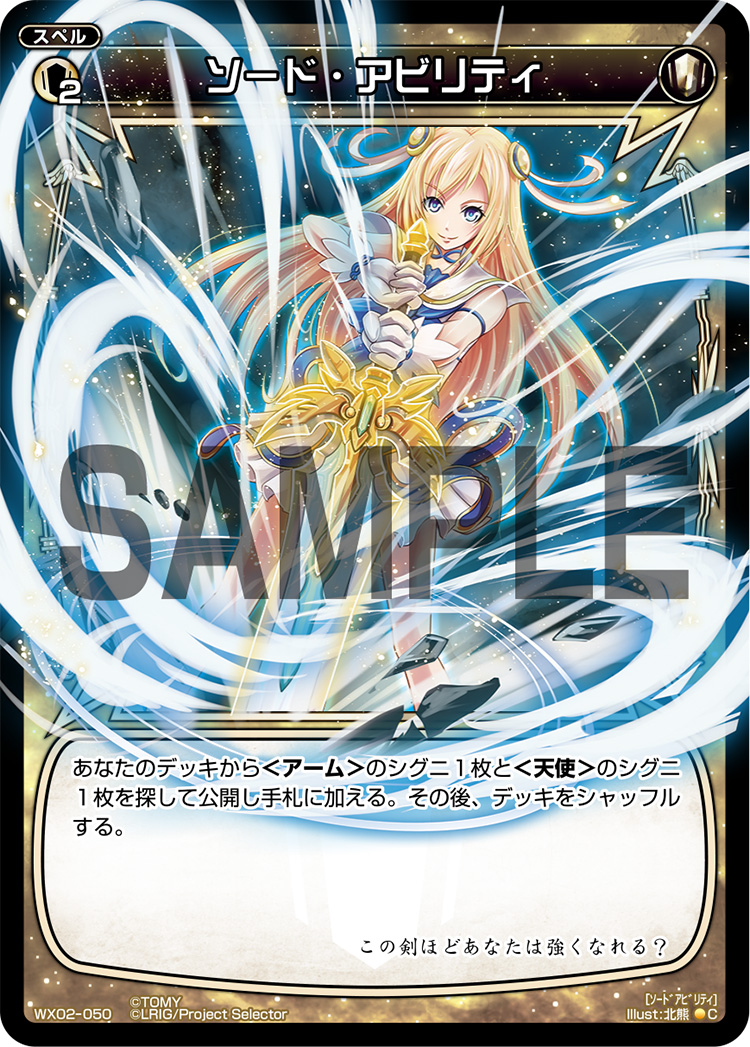 スペル
2
ソード・アビリティ
SAMPLE
あなたのデッキから<アーム>のシグニ１枚と<天使>のシグニ
１枚を探して公開し手札に加える。その後、デッキをシャッフル
する。
この剣ほどあなたは強くなれる？
WX02-050 ©TOMY
©LRIG/Project Selector
[ｿｰﾄﾞｱﾋﾞﾘﾃｨ]
Illust:北熊 C